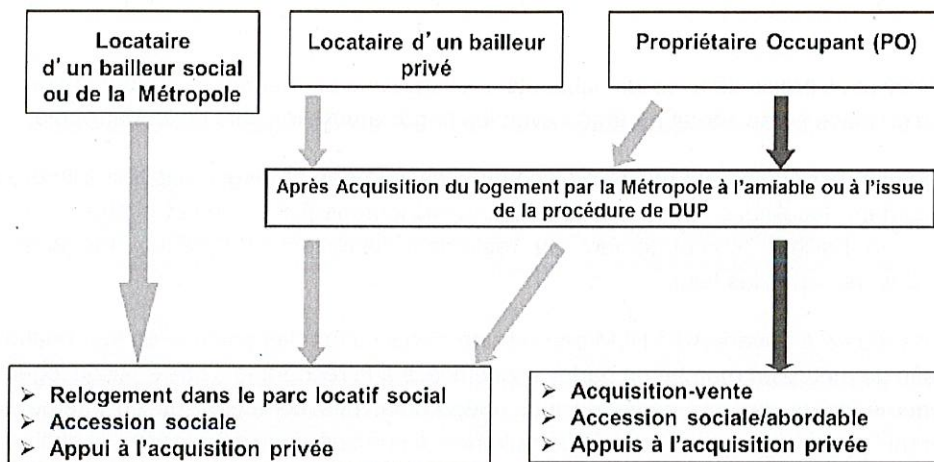 Locataire
d' un bailleur social
ou de la Métropole
Locataire d' un bailleur
privé
Propriétaire Occupant (PO)
Après Acquisition du logement par la Métropole à l'amiable ou à l'issue
de la procédure de DUP
➢ Relogement dans le parc locatif social
➢ Accession sociale
➢ Appui à l'acquisition privée
➢ Acquisition-vente
➢ Accession sociale/abordable
➢ Appuis à l'acquisition privée